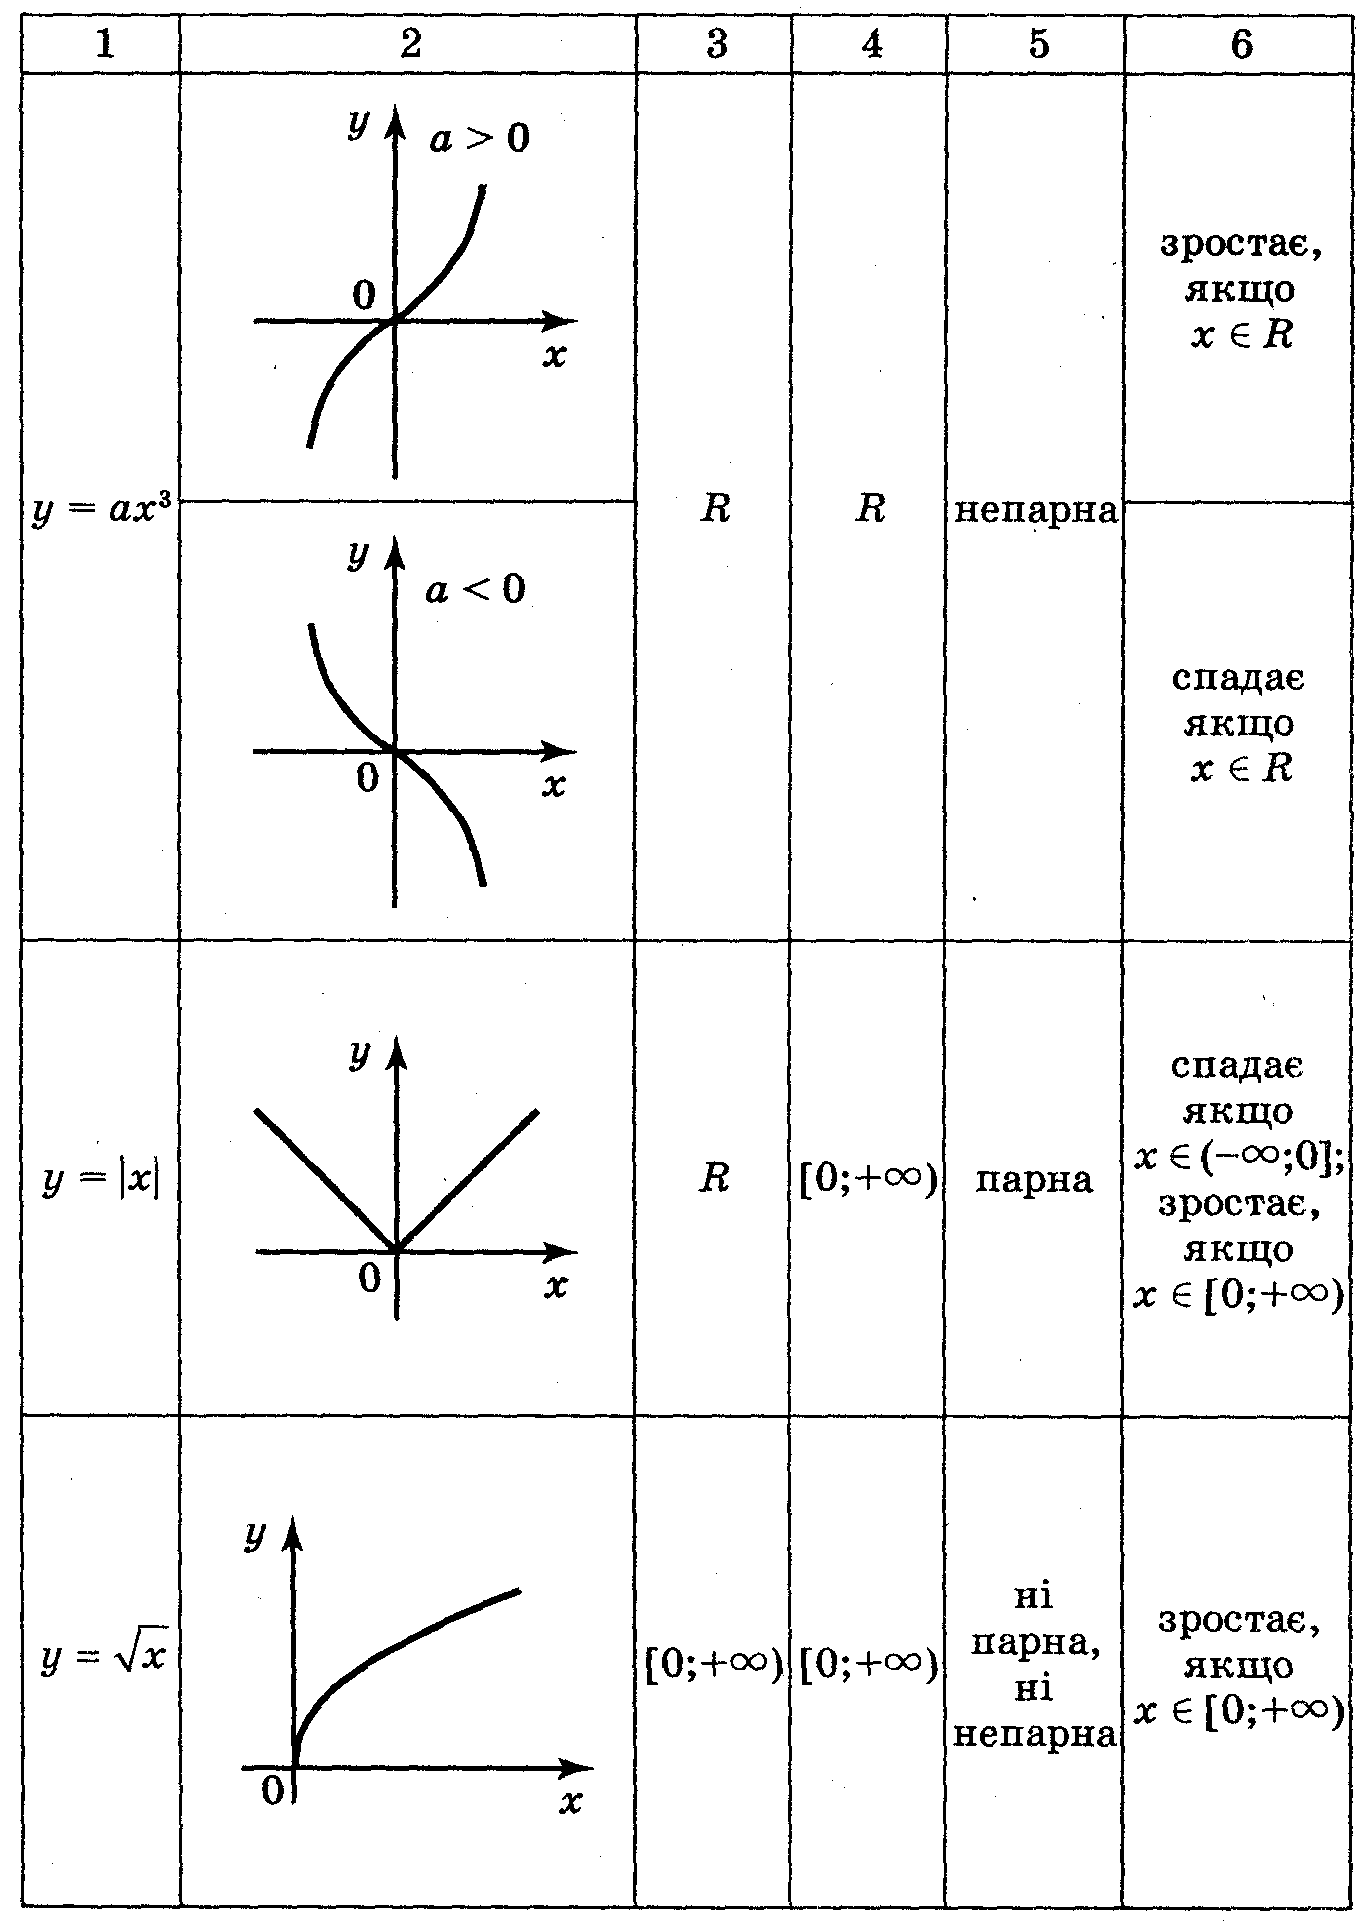 1 2 3 4 5 6
y
a > 0
0
x
зростає,
якщо
x ∈ R
y = ax³
R
R
непарна
y
a < 0
0
x
спадає
якщо
x ∈ R
y = |x|
y
0
x
R
[0;+∞)
парна
спадає
якщо
x ∈ (−∞;0];
зростає,
якщо
x ∈ [0;+∞)
y = √x
y
0
x
[0;+∞)
[0;+∞)
ні
парна,
ні
непарна
зростає,
якщо
x ∈ [0;+∞)